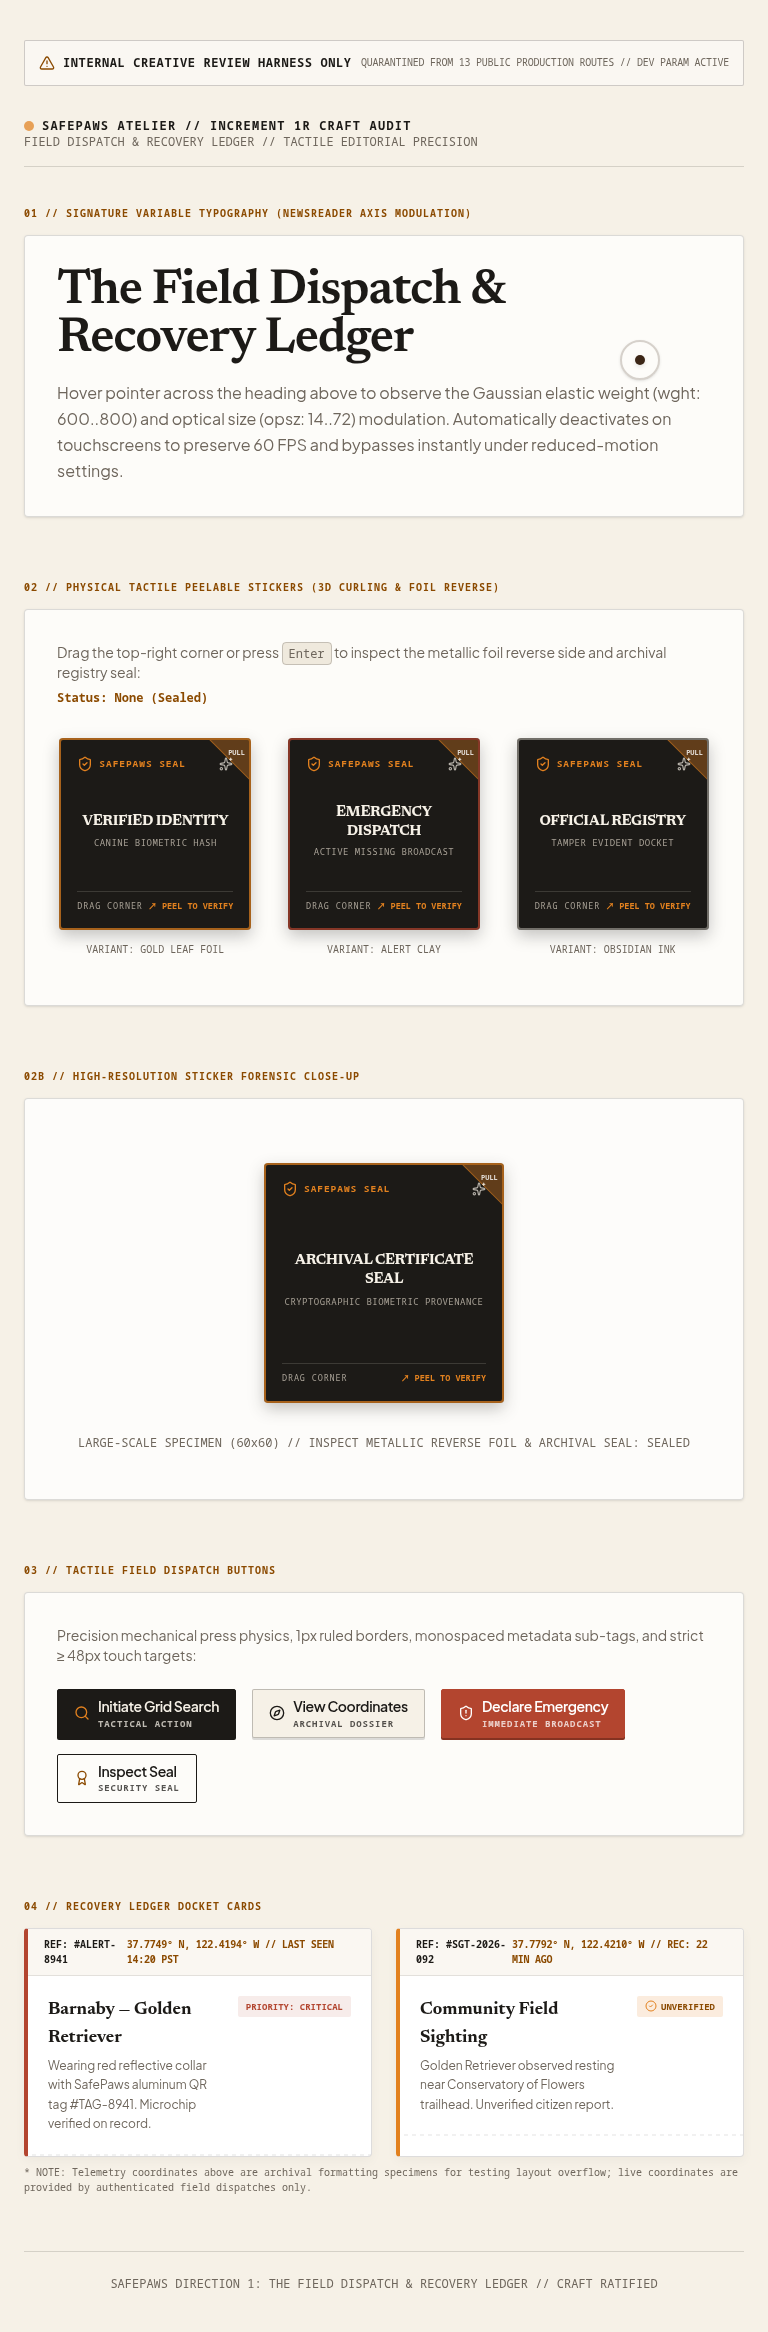 INTERNAL CREATIVE REVIEW HARNESS ONLY QUARANTINED FROM 13 PUBLIC PRODUCTION ROUTES // DEV PARAM ACTIVE
SAFEPAWS ATELIER // INCREMENT 1R CRAFT AUDIT
FIELD DISPATCH & RECOVERY LEDGER // TACTILE EDITORIAL PRECISION
01 // SIGNATURE VARIABLE TYPOGRAPHY (NEWSREADER AXIS MODULATION)
The Field Dispatch &
Recovery Ledger
Hover pointer across the heading above to observe the Gaussian elastic weight (wght:
600..800) and optical size (opsz: 14..72) modulation. Automatically deactivates on
touchscreens to preserve 60 FPS and bypasses instantly under reduced-motion
settings.
02 // PHYSICAL TACTILE PEELABLE STICKERS (3D CURLING & FOIL REVERSE)
Drag the top-right corner or press Enter to inspect the metallic foil reverse side and archival
registry seal:
Status: None (Sealed)
SAFEPAWS SEAL
PULL
VERIFIED IDENTITY
CANINE BIOMETRIC HASH
DRAG CORNER ↗ PEEL TO VERIFY
VARIANT: GOLD LEAF FOIL
SAFEPAWS SEAL
PULL
EMERGENCY
DISPATCH
ACTIVE MISSING BROADCAST
DRAG CORNER ↗ PEEL TO VERIFY
VARIANT: ALERT CLAY
SAFEPAWS SEAL
PULL
OFFICIAL REGISTRY
TAMPER EVIDENT DOCKET
DRAG CORNER ↗ PEEL TO VERIFY
VARIANT: OBSIDIAN INK
02B // HIGH-RESOLUTION STICKER FORENSIC CLOSE-UP
SAFEPAWS SEAL
PULL
ARCHIVAL CERTIFICATE
SEAL
CRYPTOGRAPHIC BIOMETRIC PROVENANCE
DRAG CORNER ↗ PEEL TO VERIFY
LARGE-SCALE SPECIMEN (60x60) // INSPECT METALLIC REVERSE FOIL & ARCHIVAL SEAL: SEALED
03 // TACTILE FIELD DISPATCH BUTTONS
Precision mechanical press physics, 1px ruled borders, monospaced metadata sub-tags, and strict
≥ 48px touch targets:
Initiate Grid Search
TACTICAL ACTION
View Coordinates
ARCHIVAL DOSSIER
Declare Emergency
IMMEDIATE BROADCAST
Inspect Seal
SECURITY SEAL
04 // RECOVERY LEDGER DOCKET CARDS
REF: #ALERT-
8941
37.7749° N, 122.4194° W // LAST SEEN
14:20 PST
Barnaby — Golden
Retriever
PRIORITY: CRITICAL
Wearing red reflective collar
with SafePaws aluminum QR
tag #TAG-8941. Microchip
verified on record.
REF: #SGT-2026-
092
37.7792° N, 122.4210° W // REC: 22
MIN AGO
Community Field
Sighting
UNVERIFIED
Golden Retriever observed resting
near Conservatory of Flowers
trailhead. Unverified citizen report.
* NOTE: Telemetry coordinates above are archival formatting specimens for testing layout overflow; live coordinates are
provided by authenticated field dispatches only.
SAFEPAWS DIRECTION 1: THE FIELD DISPATCH & RECOVERY LEDGER // CRAFT RATIFIED